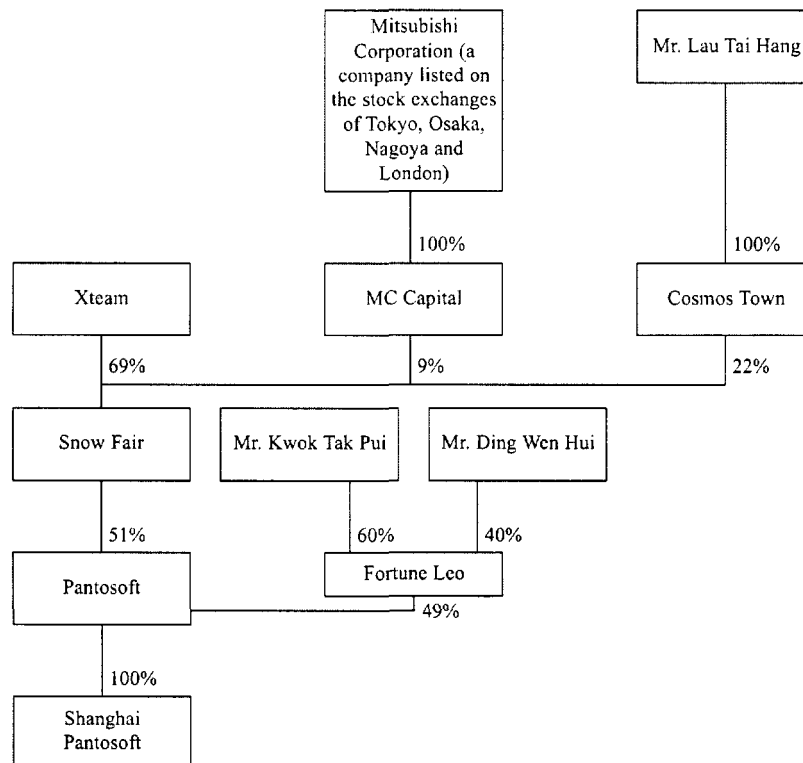 Mitsubishi
Corporation (a
company listed on
the stock exchanges
of Tokyo, Osaka,
Nagoya and
London)
Mr. Lau Tai Hang
100%
100%
Xteam
MC Capital
Cosmos Town
69%
9%
22%
Snow Fair
Mr. Kwok Tak Pui
Mr. Ding Wen Hui
51%
60%
40%
Pantosoft
Fortune Leo
49%
100%
Shanghai
Pantosoft